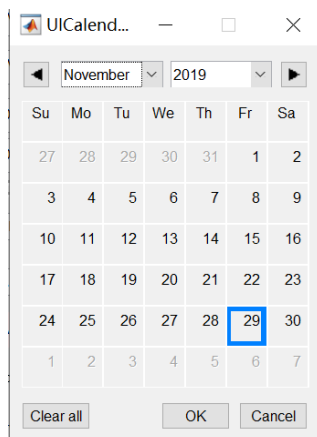 UICalend...
November 2019
Su Mo Tu We Th Fr Sa
27 28 29 30 31 1 2
3 4 5 6 7 8 9
10 11 12 13 14 15 16
17 18 19 20 21 22 23
24 25 26 27 28 29 30
1 2 3 4 5 6 7
Clear all OK Cancel